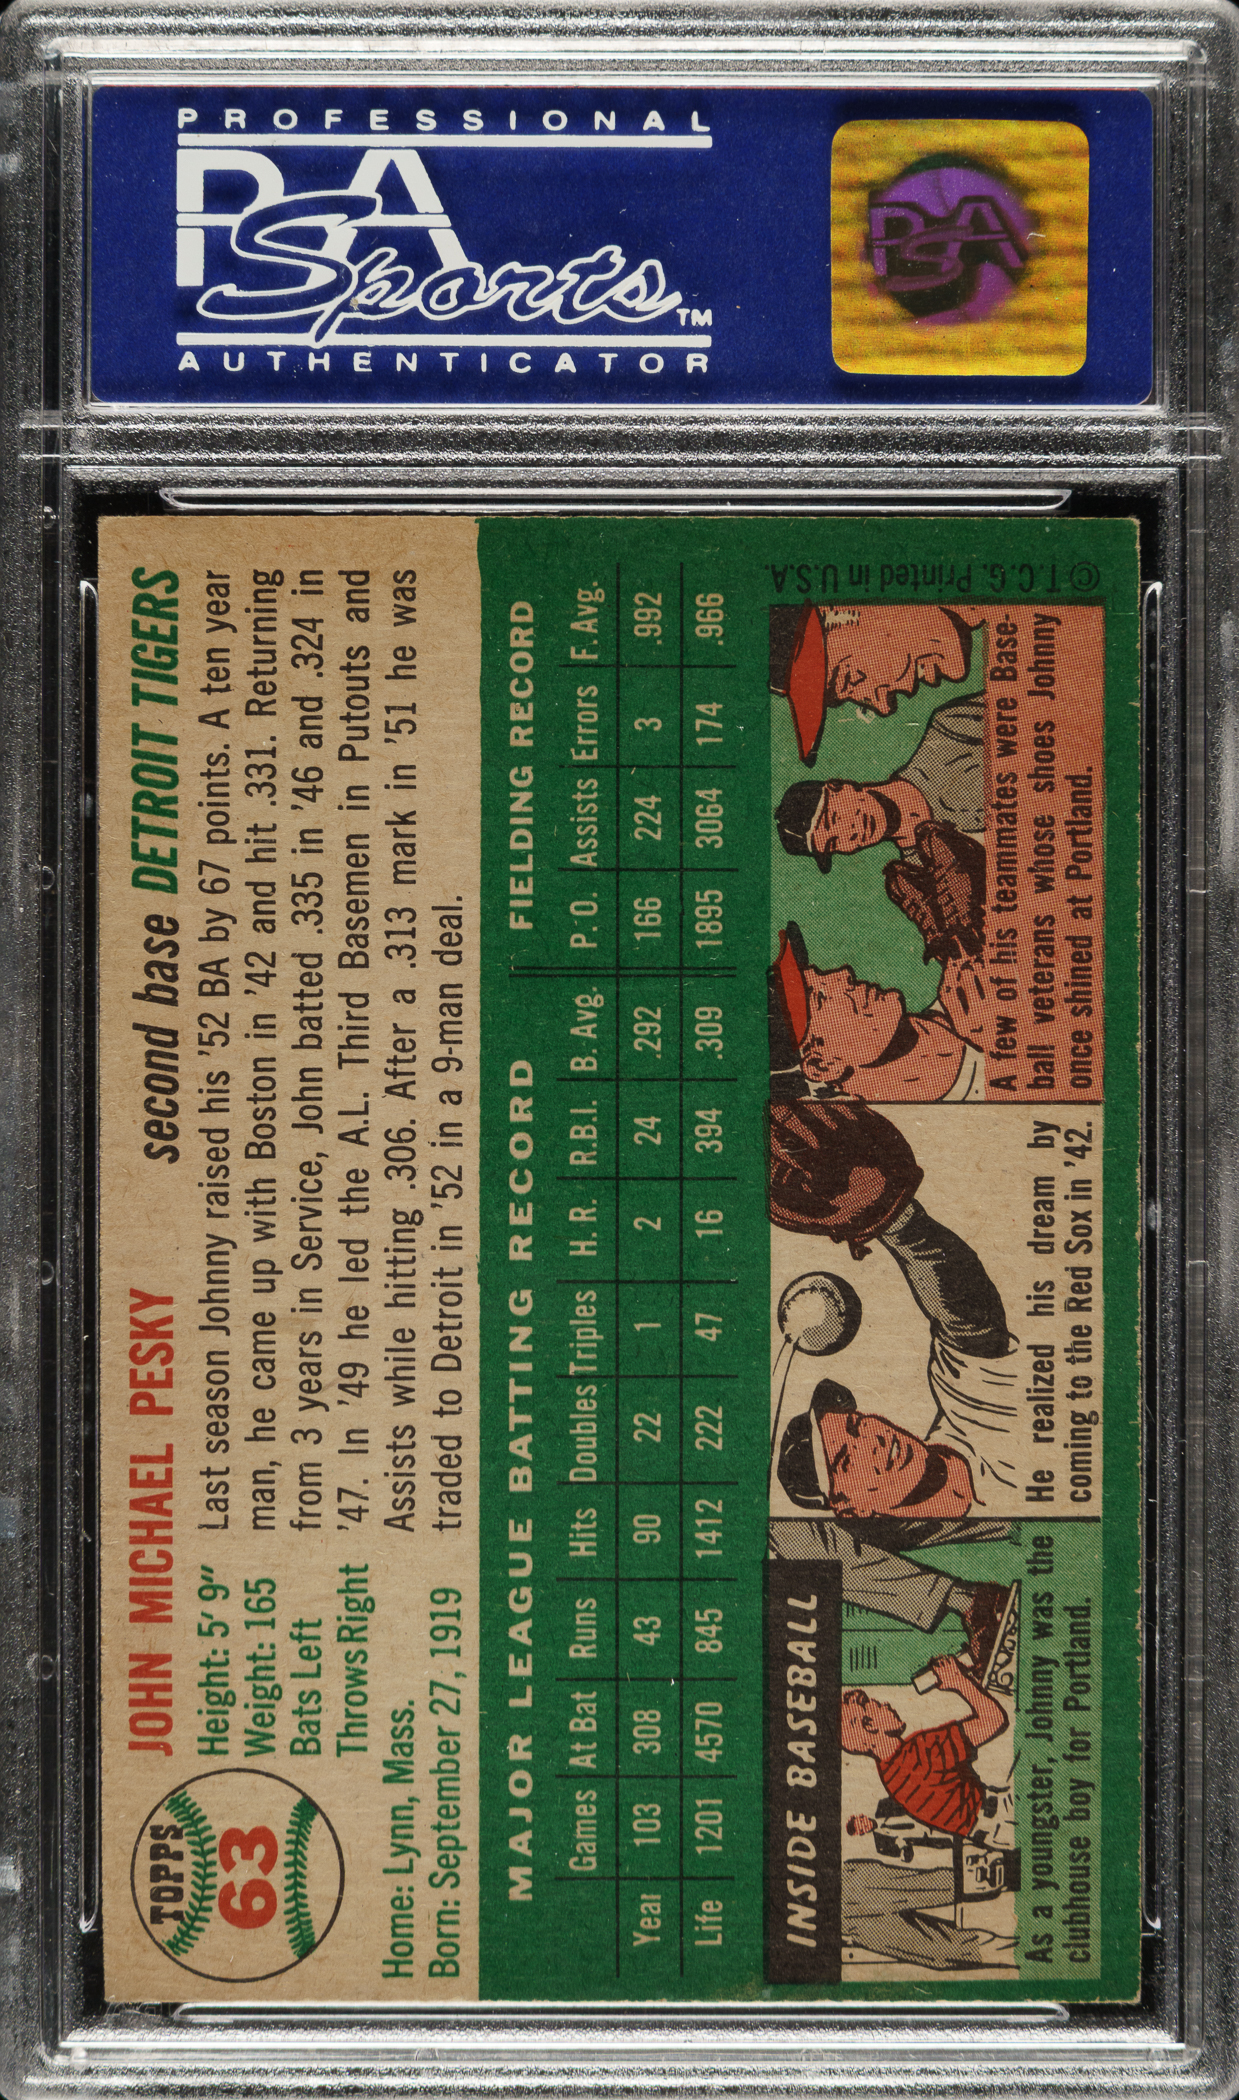 PROFESSIONAL
PSA
Sports™
AUTHENTICATOR
PSA
TOPPS
63
JOHN MICHAEL PESKY
second base DETROIT TIGERS
Height: 5' 9"
Weight: 165
Bats Left
Throws Right
Home: Lynn, Mass.
Born: September 27, 1919
Last season Johnny raised his '52 BA by 67 points. A ten year
man, he came up with Boston in '42 and hit .331. Returning
from 3 years in Service, John batted .335 in '46 and .324 in
'47. In '49 he led the A.L. Third Basemen in Putouts and
Assists while hitting .306. After a .313 mark in '51 he was
traded to Detroit in '52 in a 9-man deal.
MAJOR LEAGUE BATTING RECORD FIELDING RECORD
Games At Bat Runs Hits Doubles Triples H. R. R.B.I. B. Avg. P. O. Assists Errors F. Avg.
Year 103 308 43 90 22 1 2 24 .292 166 224 3 .992
Life 1201 4570 845 1412 222 47 16 394 .309 1895 3064 174 .966
INSIDE BASEBALL
As a youngster, Johnny was the
clubhouse boy for Portland.
He realized his dream by
coming to the Red Sox in '42.
A few of his teammates were Base-
ball veterans whose shoes Johnny
once shined at Portland.
© T.C.G. Printed in U.S.A.